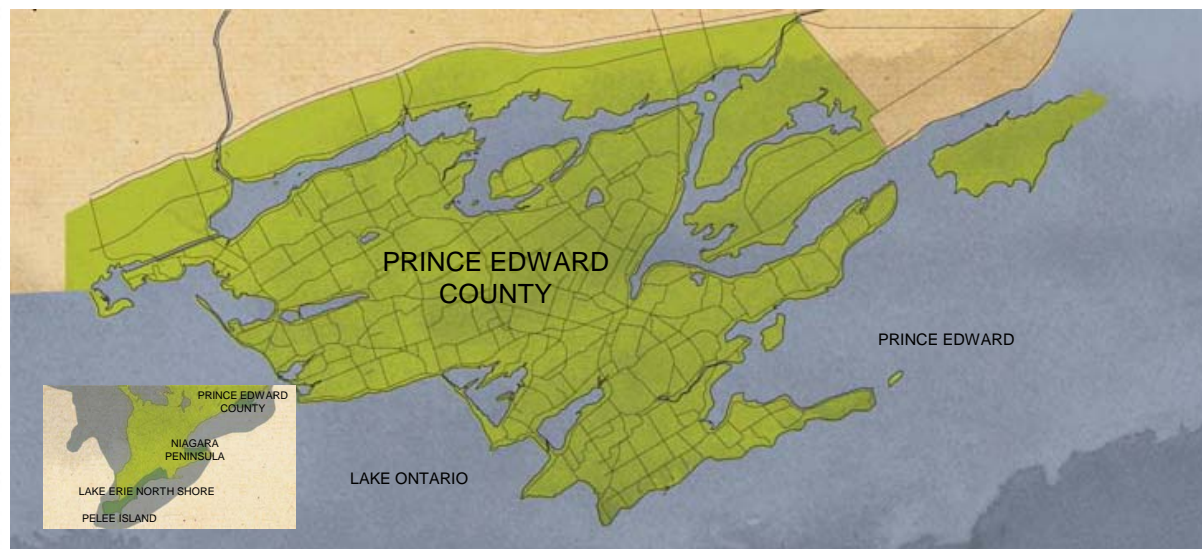 PRINCE EDWARD
COUNTY
PRINCE EDWARD
LAKE ONTARIO
PRINCE EDWARD
COUNTY
NIAGARA
PENINSULA
LAKE ERIE NORTH SHORE
PELEE ISLAND